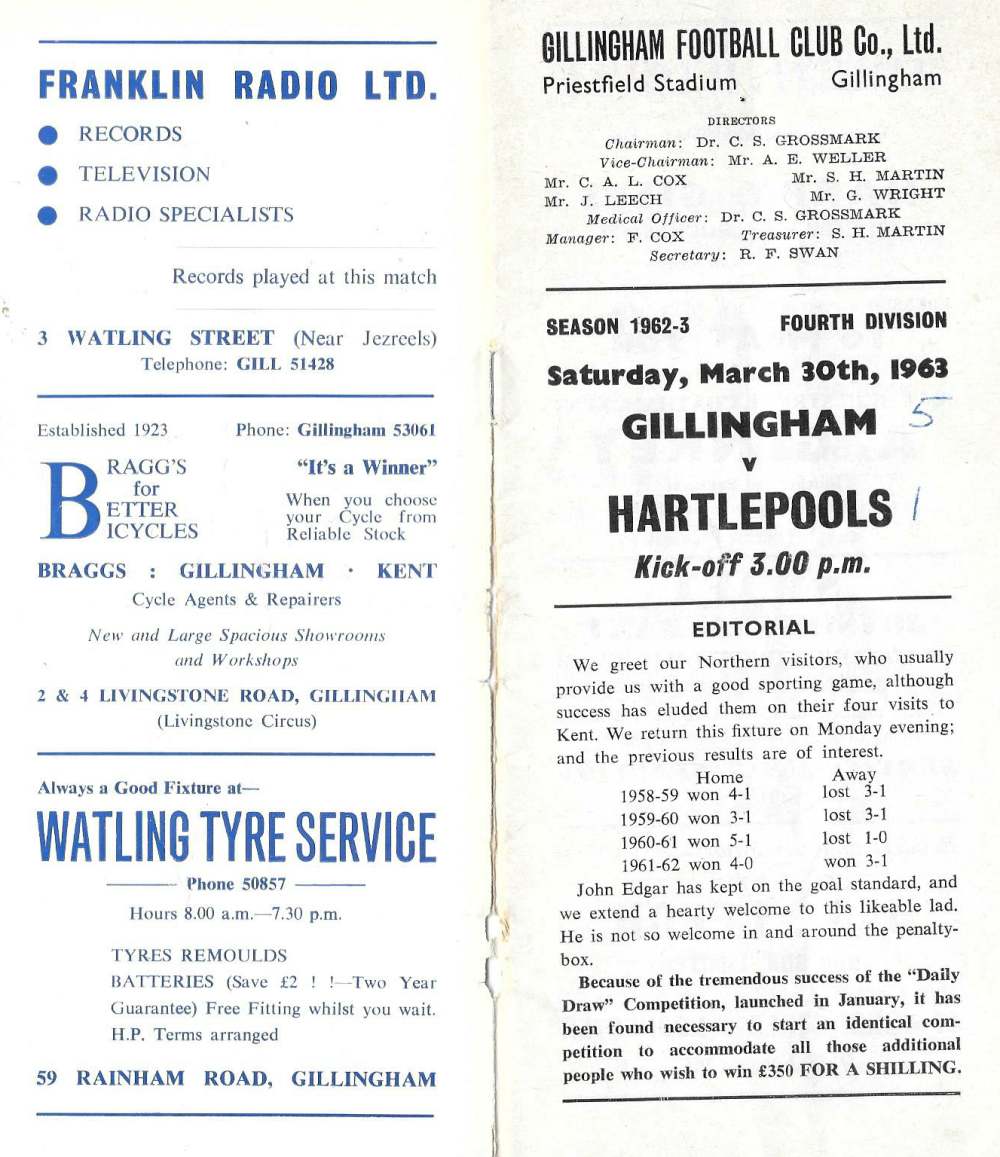 FRANKLIN RADIO LTD.
● RECORDS
● TELEVISION
● RADIO SPECIALISTS
Records played at this match
3 WATLING STREET (Near Jezreels)
Telephone: GILL 51428
Established 1923 Phone: Gillingham 53061
BRAGG'S
for
BETTER
BICYCLES
"It's a Winner"
When you choose
your Cycle from
Reliable Stock
BRAGGS : GILLINGHAM · KENT
Cycle Agents & Repairers
New and Large Spacious Showrooms
and Workshops
2 & 4 LIVINGSTONE ROAD, GILLINGHAM
(Livingstone Circus)
Always a Good Fixture at—
WATLING TYRE SERVICE
Phone 50857
Hours 8.00 a.m.—7.30 p.m.
TYRES REMOULDS
BATTERIES (Save £2 ! !—Two Year
Guarantee) Free Fitting whilst you wait.
H.P. Terms arranged
59 RAINHAM ROAD, GILLINGHAM
GILLINGHAM FOOTBALL CLUB Co., Ltd.
Priestfield Stadium Gillingham
DIRECTORS
Chairman: Dr. C. S. GROSSMARK
Vice-Chairman: Mr. A. E. WELLER
Mr. C. A. L. COX Mr. S. H. MARTIN
Mr. J. LEECH Mr. G. WRIGHT
Medical Officer: Dr. C. S. GROSSMARK
Manager: F. COX Treasurer: S. H. MARTIN
Secretary: R. F. SWAN
SEASON 1962-3 FOURTH DIVISION
Saturday, March 30th, 1963
GILLINGHAM 5
v
HARTLEPOOLS 1
Kick-off 3.00 p.m.
EDITORIAL
We greet our Northern visitors, who usually
provide us with a good sporting game, although
success has eluded them on their four visits to
Kent. We return this fixture on Monday evening;
and the previous results are of interest.
Home Away
1958-59 won 4-1 lost 3-1
1959-60 won 3-1 lost 3-1
1960-61 won 5-1 lost 1-0
1961-62 won 4-0 won 3-1
John Edgar has kept on the goal standard, and
we extend a hearty welcome to this likeable lad.
He is not so welcome in and around the penalty-
box.
Because of the tremendous success of the "Daily
Draw" Competition, launched in January, it has
been found necessary to start an identical com-
petition to accommodate all those additional
people who wish to win £350 FOR A SHILLING.